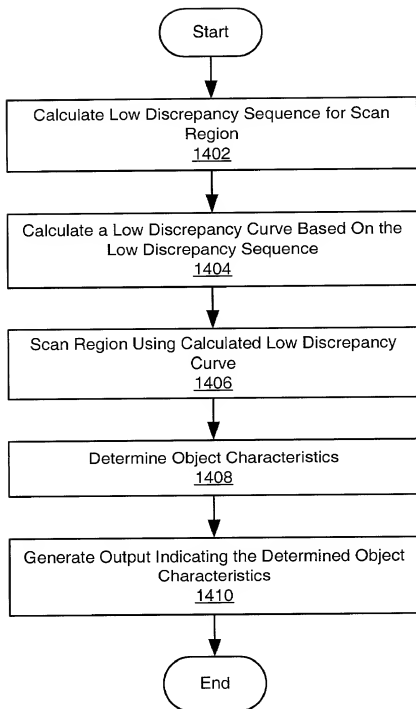 Start
Calculate Low Discrepancy Sequence for Scan
Region
1402
Calculate a Low Discrepancy Curve Based On the
Low Discrepancy Sequence
1404
Scan Region Using Calculated Low Discrepancy
Curve
1406
Determine Object Characteristics
1408
Generate Output Indicating the Determined Object
Characteristics
1410
End